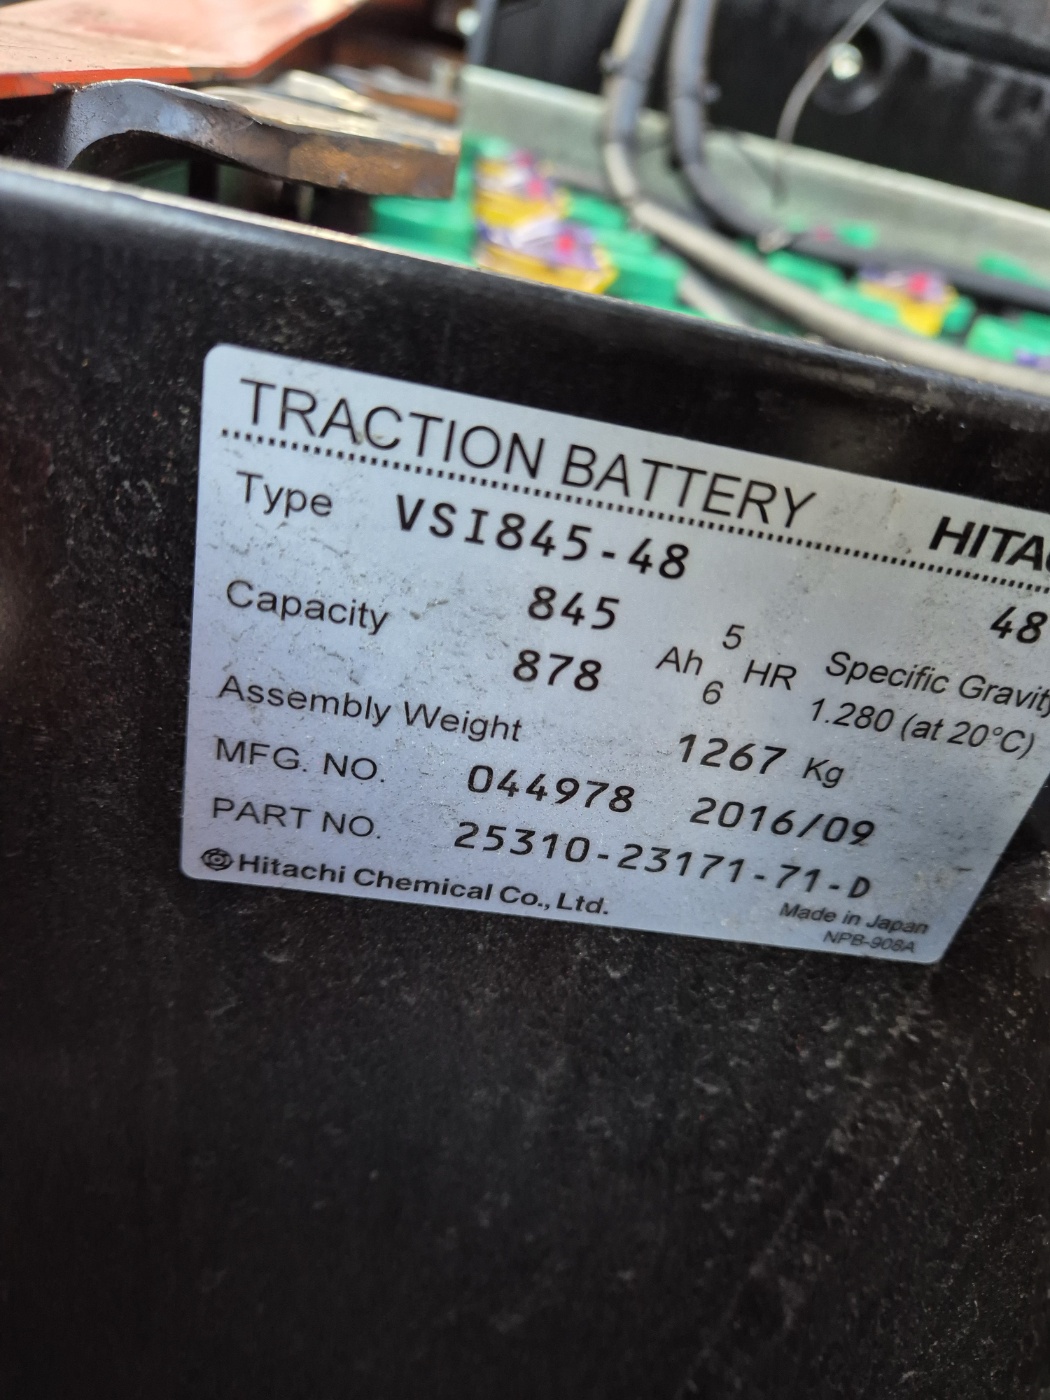 TRACTION BATTERY
HITAC
Type VSI845-48 48
Capacity 845 5
878 Ah 6 HR Specific Gravity
1.280 (at 20°C)
Assembly Weight 1267 Kg
MFG. NO. 044978 2016/09
PART NO. 25310-23171-71-D
Hitachi Chemical Co., Ltd.
Made in Japan
NPB-908A